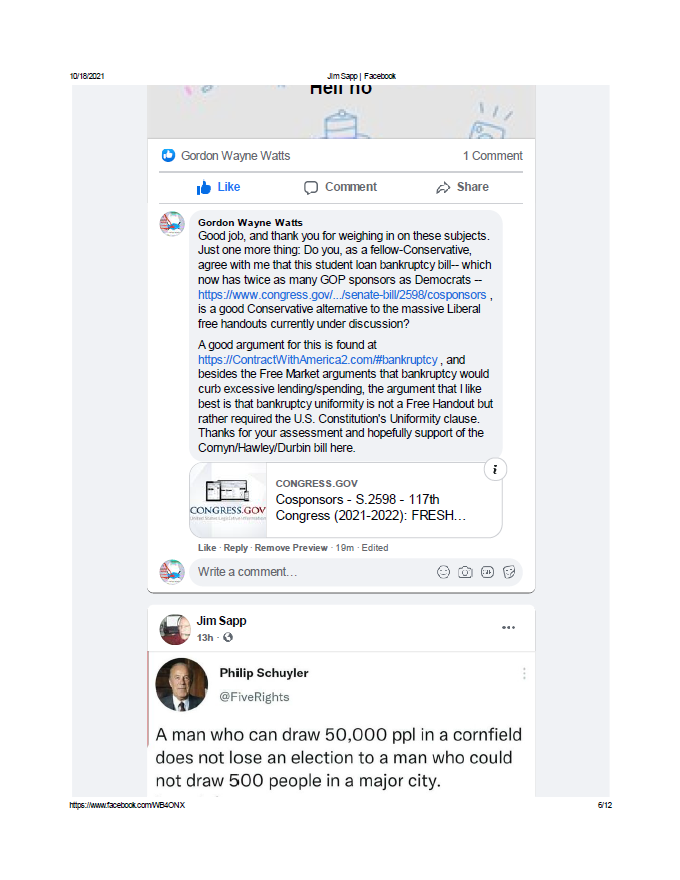 10/18/2021
Jim Sapp | Facebook
Hell no
Gordon Wayne Watts
1 Comment
Like
Comment
Share
Gordon Wayne Watts
Good job, and thank you for weighing in on these subjects.
Just one more thing: Do you, as a fellow-Conservative,
agree with me that this student loan bankruptcy bill-- which
now has twice as many GOP sponsors as Democrats --
https://www.congress.gov/.../senate-bill/2598/cosponsors ,
is a good Conservative alternative to the massive Liberal
free handouts currently under discussion?
A good argument for this is found at
https://ContractWithAmerica2.com/#bankruptcy , and
besides the Free Market arguments that bankruptcy would
curb excessive lending/spending, the argument that I like
best is that bankruptcy uniformity is not a Free Handout but
rather required the U.S. Constitution's Uniformity clause.
Thanks for your assessment and hopefully support of the
Cornyn/Hawley/Durbin bill here.
CONGRESS.GOV
United States Legislative Information
CONGRESS.GOV
Cosponsors - S.2598 - 117th
Congress (2021-2022): FRESH...
Like · Reply · Remove Preview · 19m · Edited
Write a comment...
Jim Sapp
13h ·
Philip Schuyler
@FiveRights
A man who can draw 50,000 ppl in a cornfield
does not lose an election to a man who could
not draw 500 people in a major city.
https://www.facebook.com/WB4ONX
6/12